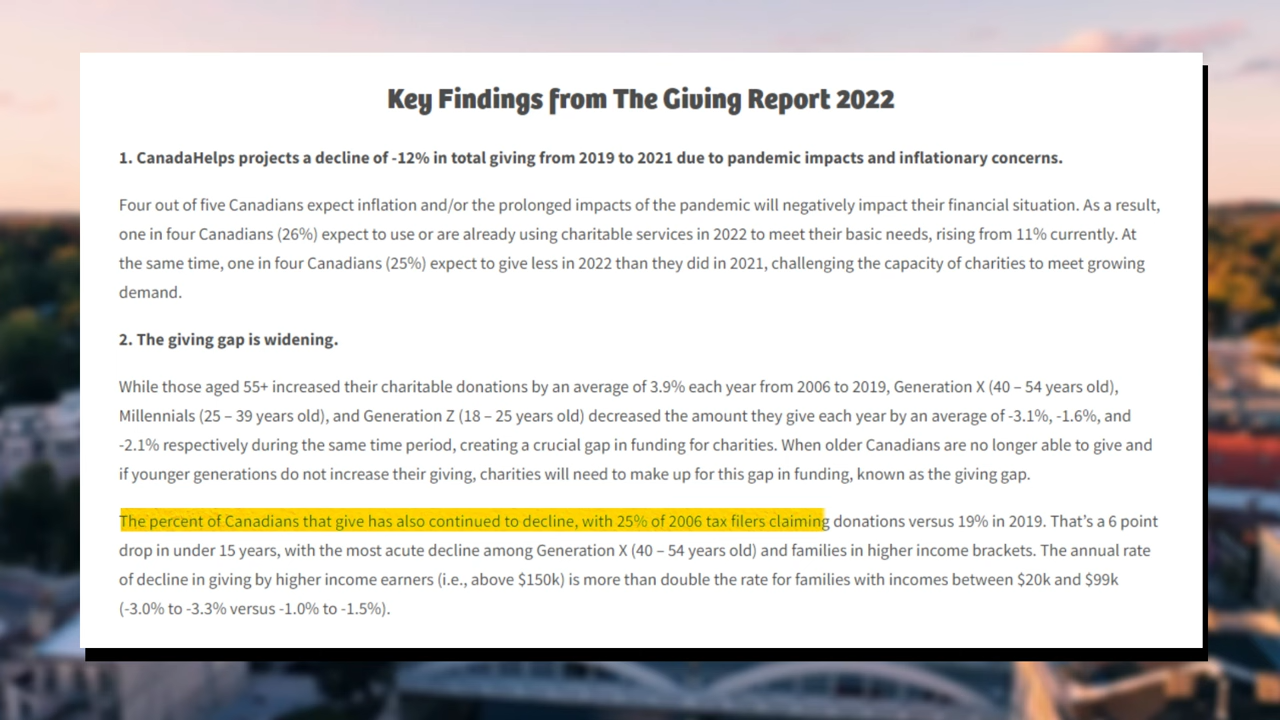 Key Findings from The Giving Report 2022
1. CanadaHelps projects a decline of -12% in total giving from 2019 to 2021 due to pandemic impacts and inflationary concerns.
Four out of five Canadians expect inflation and/or the prolonged impacts of the pandemic will negatively impact their financial situation. As a result,
one in four Canadians (26%) expect to use or are already using charitable services in 2022 to meet their basic needs, rising from 11% currently. At
the same time, one in four Canadians (25%) expect to give less in 2022 than they did in 2021, challenging the capacity of charities to meet growing
demand.
2. The giving gap is widening.
While those aged 55+ increased their charitable donations by an average of 3.9% each year from 2006 to 2019, Generation X (40 – 54 years old),
Millennials (25 – 39 years old), and Generation Z (18 – 25 years old) decreased the amount they give each year by an average of -3.1%, -1.6%, and
-2.1% respectively during the same time period, creating a crucial gap in funding for charities. When older Canadians are no longer able to give and
if younger generations do not increase their giving, charities will need to make up for this gap in funding, known as the giving gap.
The percent of Canadians that give has also continued to decline, with 25% of 2006 tax filers claiming donations versus 19% in 2019. That’s a 6 point
drop in under 15 years, with the most acute decline among Generation X (40 – 54 years old) and families in higher income brackets. The annual rate
of decline in giving by higher income earners (i.e., above $150k) is more than double the rate for families with incomes between $20k and $99k
(-3.0% to -3.3% versus -1.0% to -1.5%).